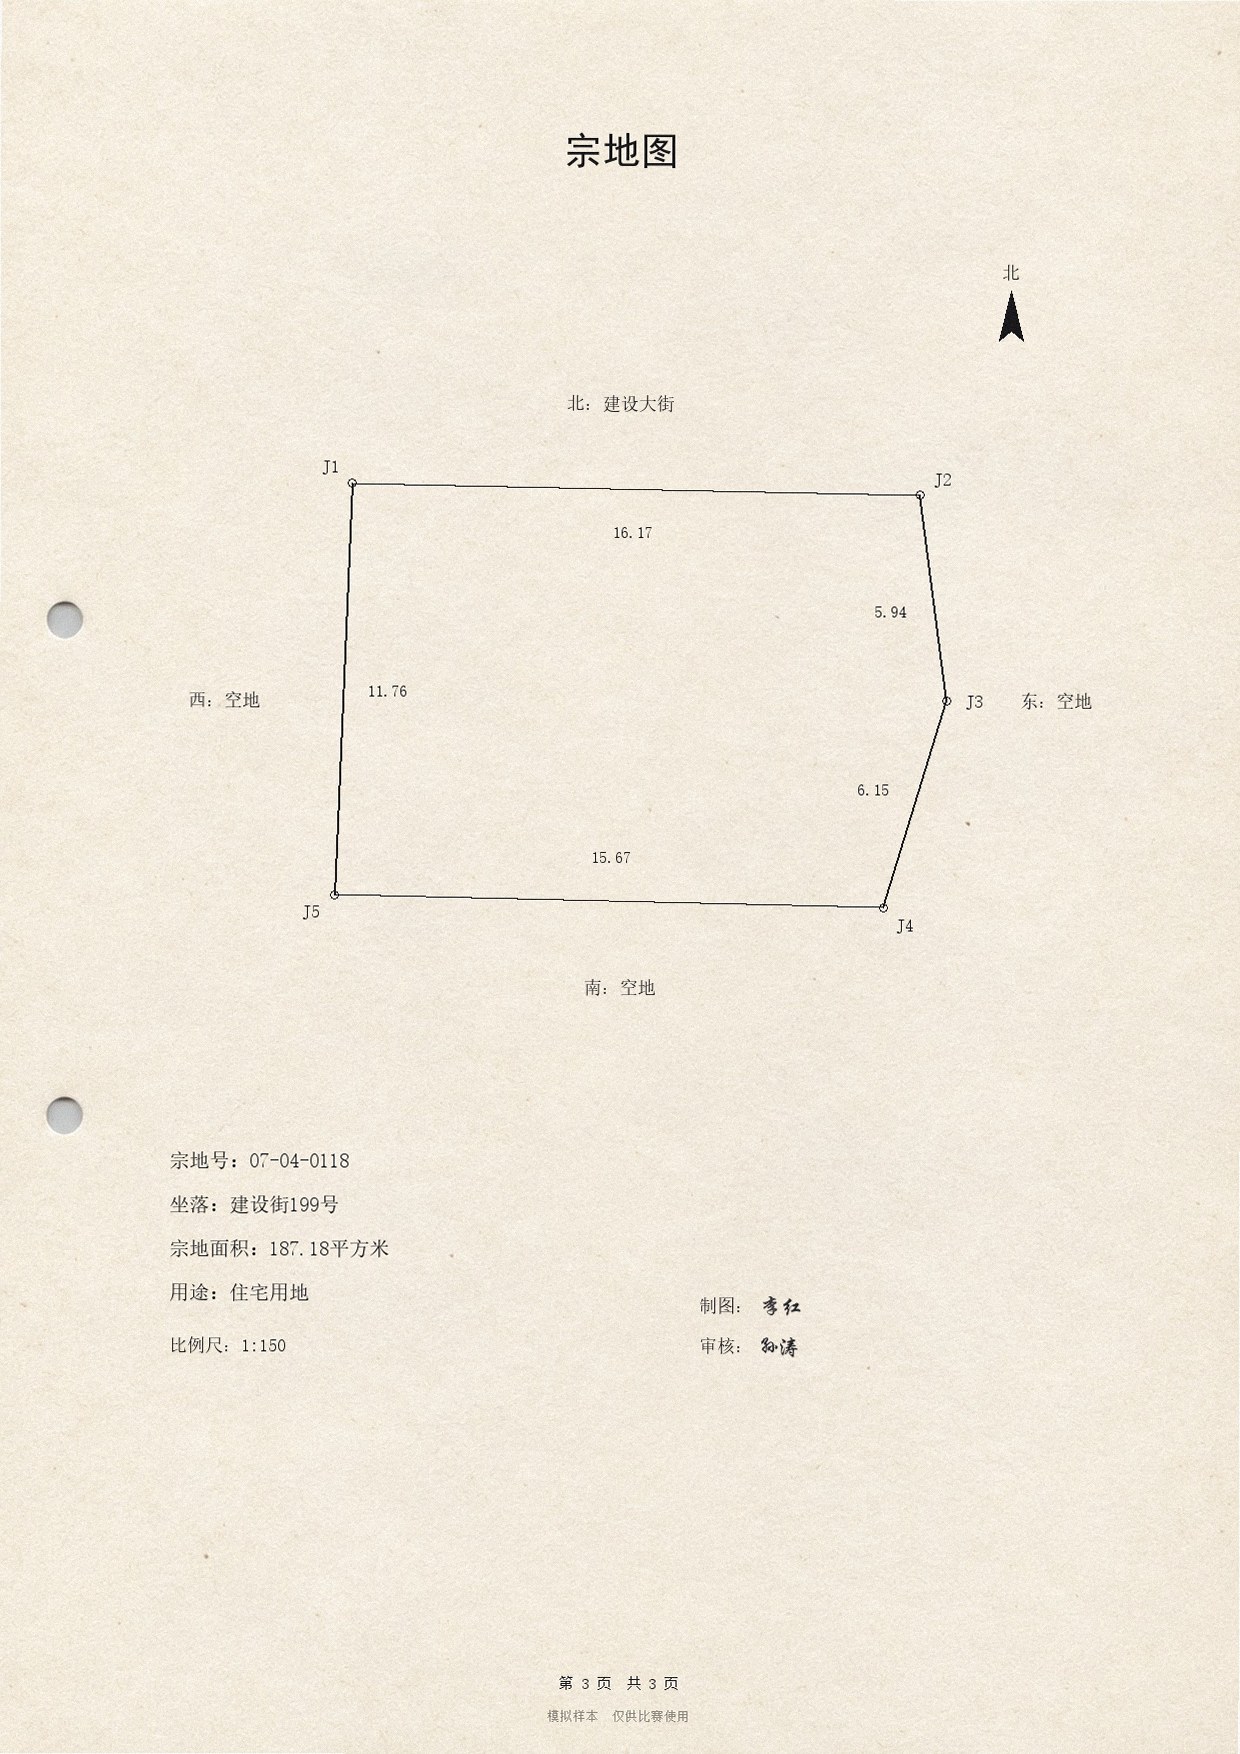 宗地图
北
北：建设大街
J1
J2
16.17
5.94
11.76
西：空地
J3
东：空地
6.15
15.67
J5
J4
南：空地
宗地号：07-04-0118
坐落：建设街199号
宗地面积：187.18平方米
用途：住宅用地
制图：李红
比例尺：1:150
审核：孙涛
第 3 页 共 3 页
模拟样本 仅供比赛使用